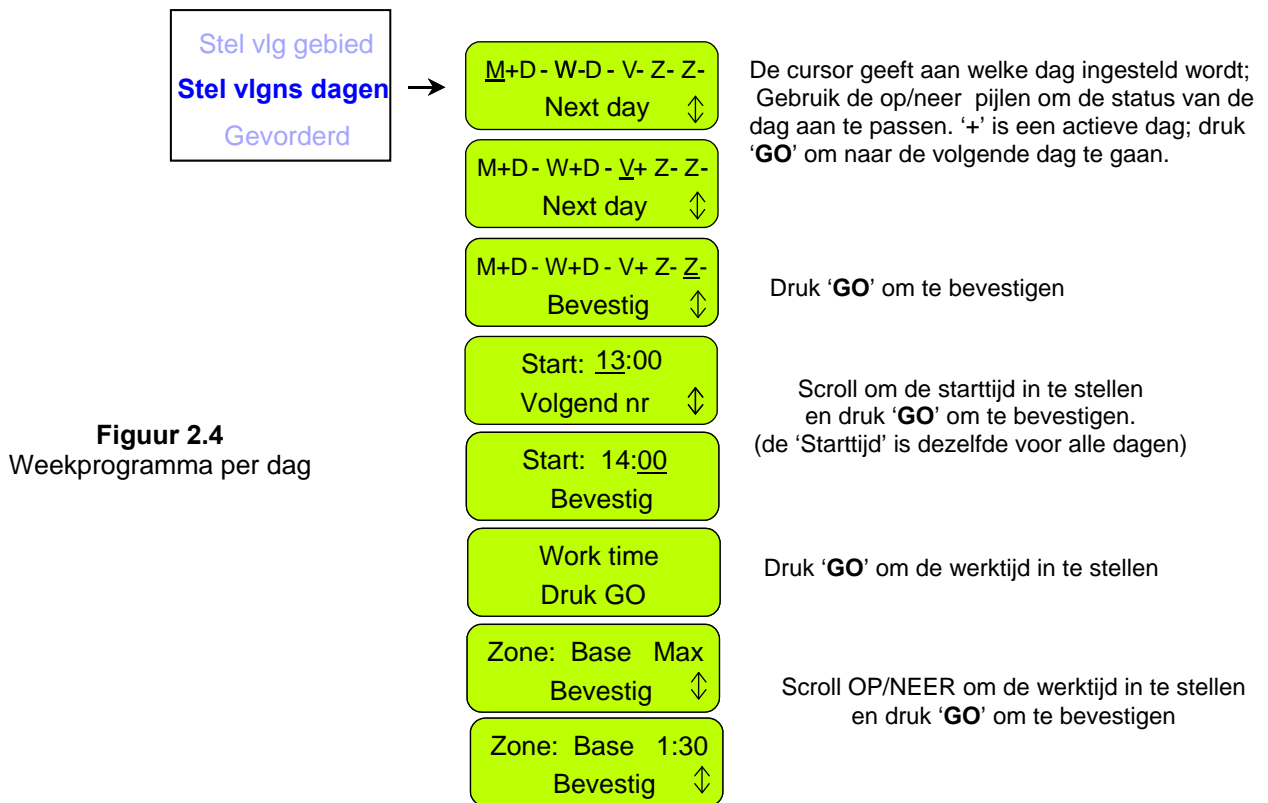 Stel vlg gebied
Stel vlgns dagen
Gevorderd
M+D - W-D - V- Z- Z-
Next day ↕
De cursor geeft aan welke dag ingesteld wordt;
Gebruik de op/neer pijlen om de status van de
dag aan te passen. ‘+’ is een actieve dag; druk
‘GO’ om naar de volgende dag te gaan.
M+D - W+D - V+ Z- Z-
Next day ↕
M+D - W+D - V+ Z- Z-
Bevestig ↕
Druk ‘GO’ om te bevestigen
Start: 13:00
Volgend nr ↕
Scroll om de starttijd in te stellen
en druk ‘GO’ om te bevestigen.
(de ‘Starttijd’ is dezelfde voor alle dagen)
Figuur 2.4
Weekprogramma per dag
Start: 14:00
Bevestig
Work time
Druk GO
Druk ‘GO’ om de werktijd in te stellen
Zone: Base Max
Bevestig ↕
Scroll OP/NEER om de werktijd in te stellen
en druk ‘GO’ om te bevestigen
Zone: Base 1:30
Bevestig ↕